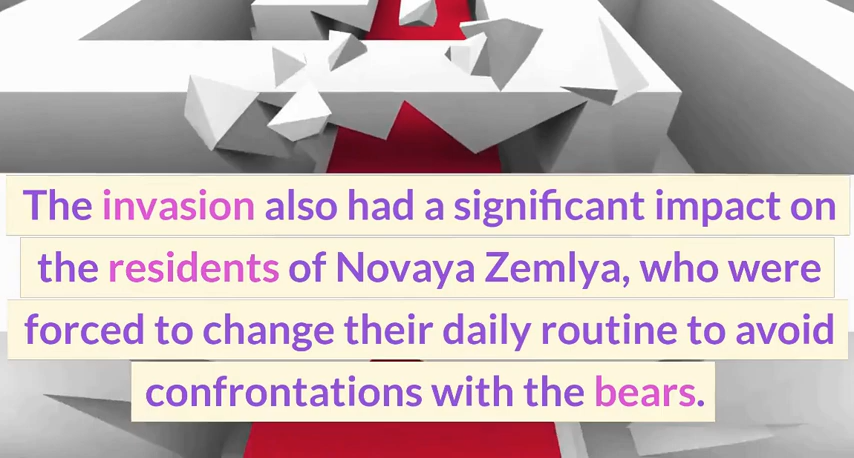 The invasion also had a significant impact on
the residents of Novaya Zemlya, who were
forced to change their daily routine to avoid
confrontations with the bears.